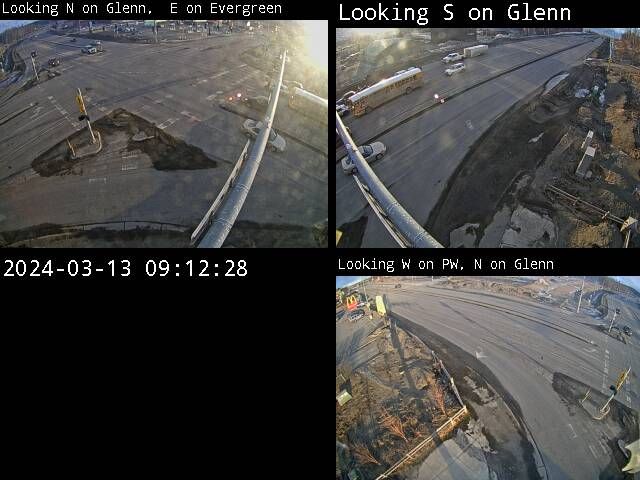 Looking N on Glenn,  E on Evergreen
Looking S on Glenn
2024-03-13 09:12:28
Looking W on PW, N on Glenn